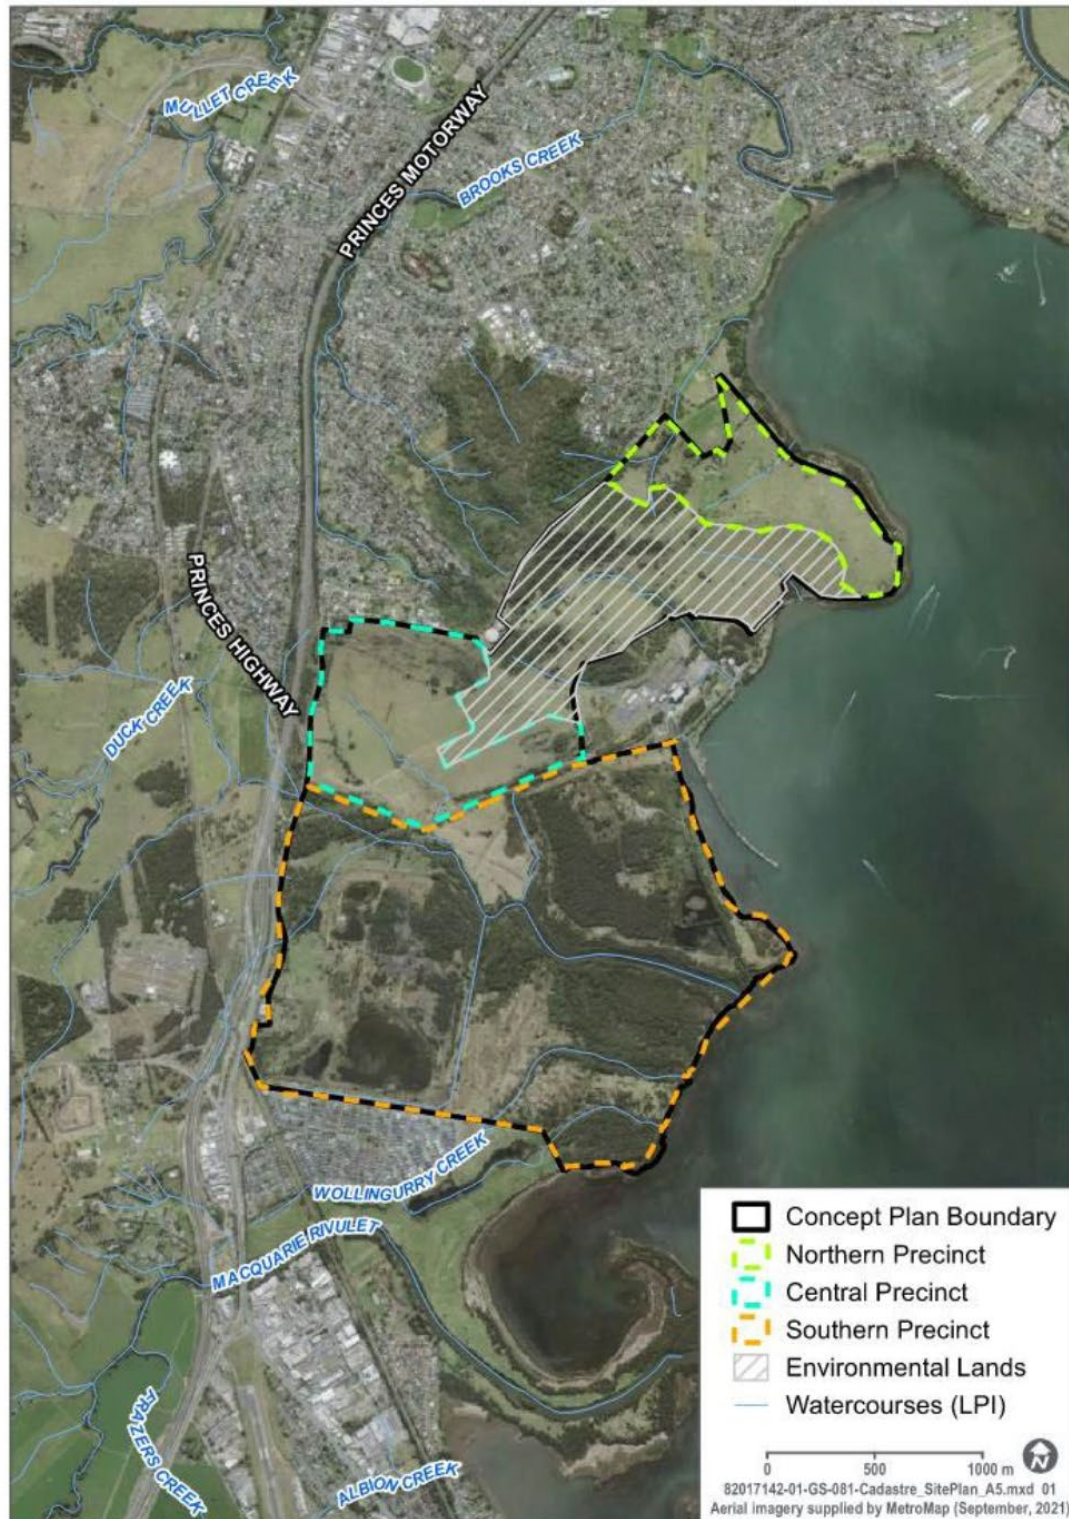 MULLET CREEK
PRINCES MOTORWAY
BROOKS CREEK
PRINCES HIGHWAY
DUCK CREEK
WOLLINGURRY CREEK
MACQUARIE RIVULET
FRAZERS CREEK
ALBION CREEK
Concept Plan Boundary
Northern Precinct
Central Precinct
Southern Precinct
Environmental Lands
Watercourses (LPI)
0 500 1000 m
N
82017142-01-GS-081-Cadastre_SitePlan_A5.mxd 01
Aerial imagery supplied by MetroMap (September, 2021)